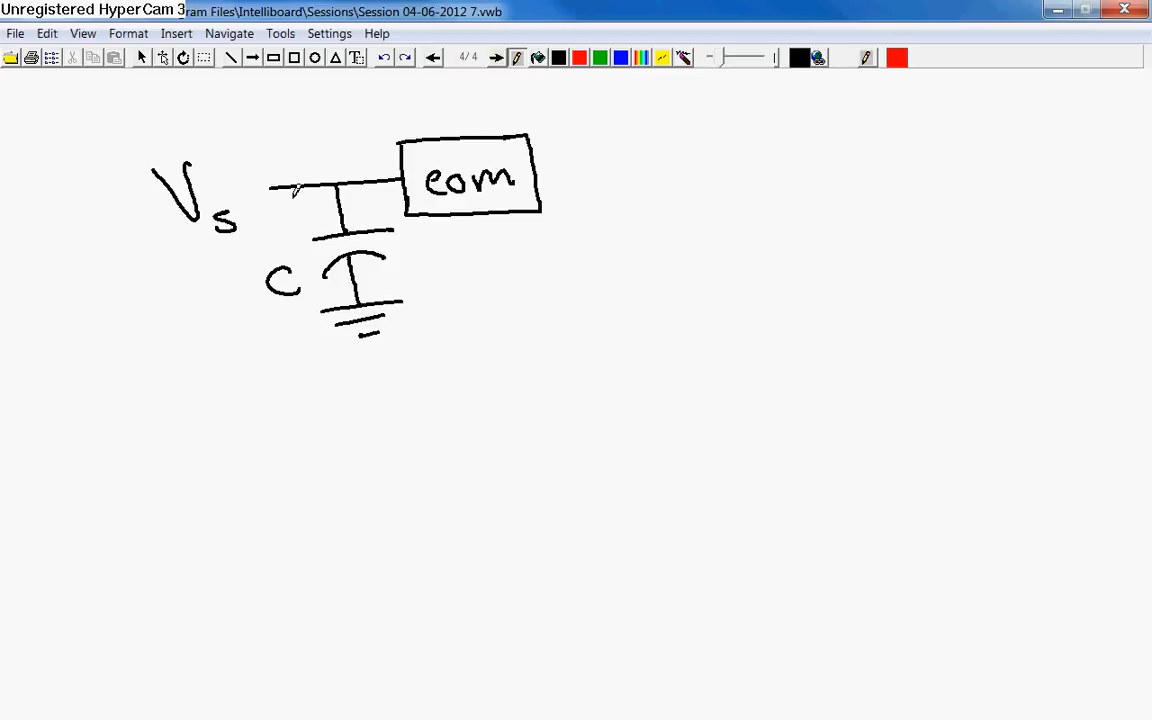 Unregistered HyperCam 3
ram Files\Intelliboard\Sessions\Session 04-06-2012 7.vwb
File Edit View Format Insert Navigate Tools Settings Help
4/4
Vs
com
C